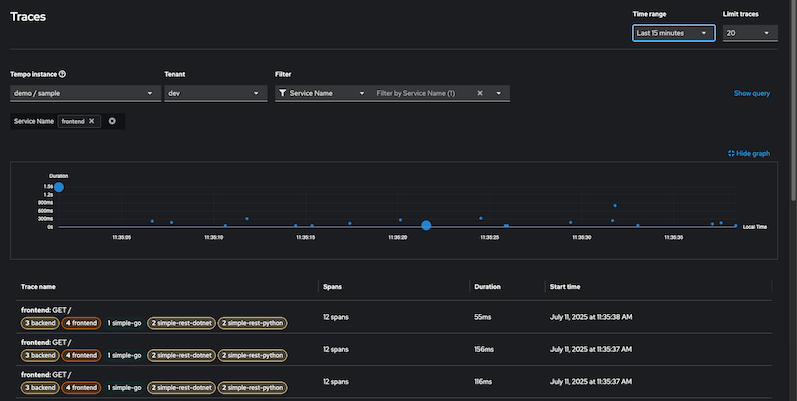 Traces
Time range
Limit traces
Last 15 minutes
20
Tempo instance
Tenant
Filter
demo / sample
dev
Service Name
Filter by Service Name (1)
Show query
Service Name
frontend
Hide graph
Duration
1.5s
1.2s
900ms
600ms
300ms
0s
Local Time
11:35:05
11:35:10
11:35:15
11:35:20
11:35:25
11:35:30
11:35:35
Trace name
Spans
Duration
Start time
frontend: GET /
3 backend
4 frontend
1 simple-go
2 simple-rest-dotnet
2 simple-rest-python
12 spans
55ms
July 11, 2025 at 11:35:38 AM
frontend: GET /
3 backend
4 frontend
1 simple-go
2 simple-rest-dotnet
2 simple-rest-python
12 spans
156ms
July 11, 2025 at 11:35:37 AM
frontend: GET /
3 backend
4 frontend
1 simple-go
2 simple-rest-dotnet
2 simple-rest-python
12 spans
116ms
July 11, 2025 at 11:35:37 AM